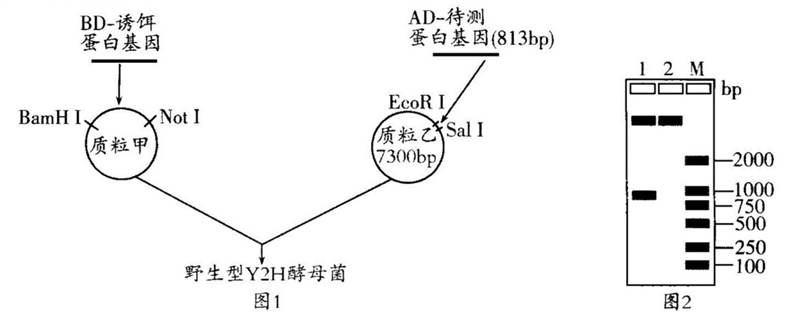 BD-诱饵
蛋白基因
AD-待测
蛋白基因(813bp)
BamH I
Not I
质粒甲
EcoR I
Sal I
质粒乙
7300bp
野生型Y2H酵母菌
图1
1 2 M
bp
2000
1000
750
500
250
100
图2